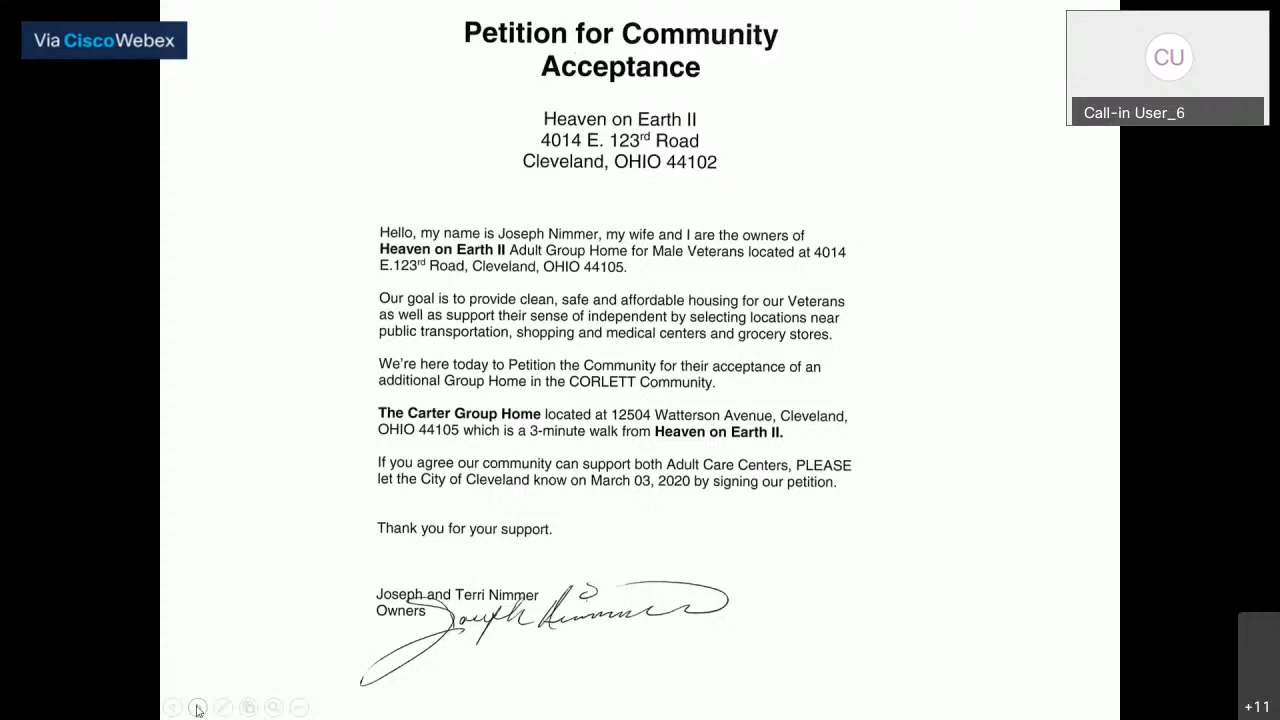 Via CiscoWebex
Petition for Community
Acceptance
CU
Call-in User_6
Heaven on Earth II
4014 E. 123rd Road
Cleveland, OHIO 44102
Hello, my name is Joseph Nimmer, my wife and I are the owners of
Heaven on Earth II Adult Group Home for Male Veterans located at 4014
E.123rd Road, Cleveland, OHIO 44105.
Our goal is to provide clean, safe and affordable housing for our Veterans
as well as support their sense of independent by selecting locations near
public transportation, shopping and medical centers and grocery stores.
We're here today to Petition the Community for their acceptance of an
additional Group Home in the CORLETT Community.
The Carter Group Home located at 12504 Watterson Avenue, Cleveland,
OHIO 44105 which is a 3-minute walk from Heaven on Earth II.
If you agree our community can support both Adult Care Centers, PLEASE
let the City of Cleveland know on March 03, 2020 by signing our petition.
Thank you for your support.
Joseph and Terri Nimmer
Owners
Joseph Nimmer
+11